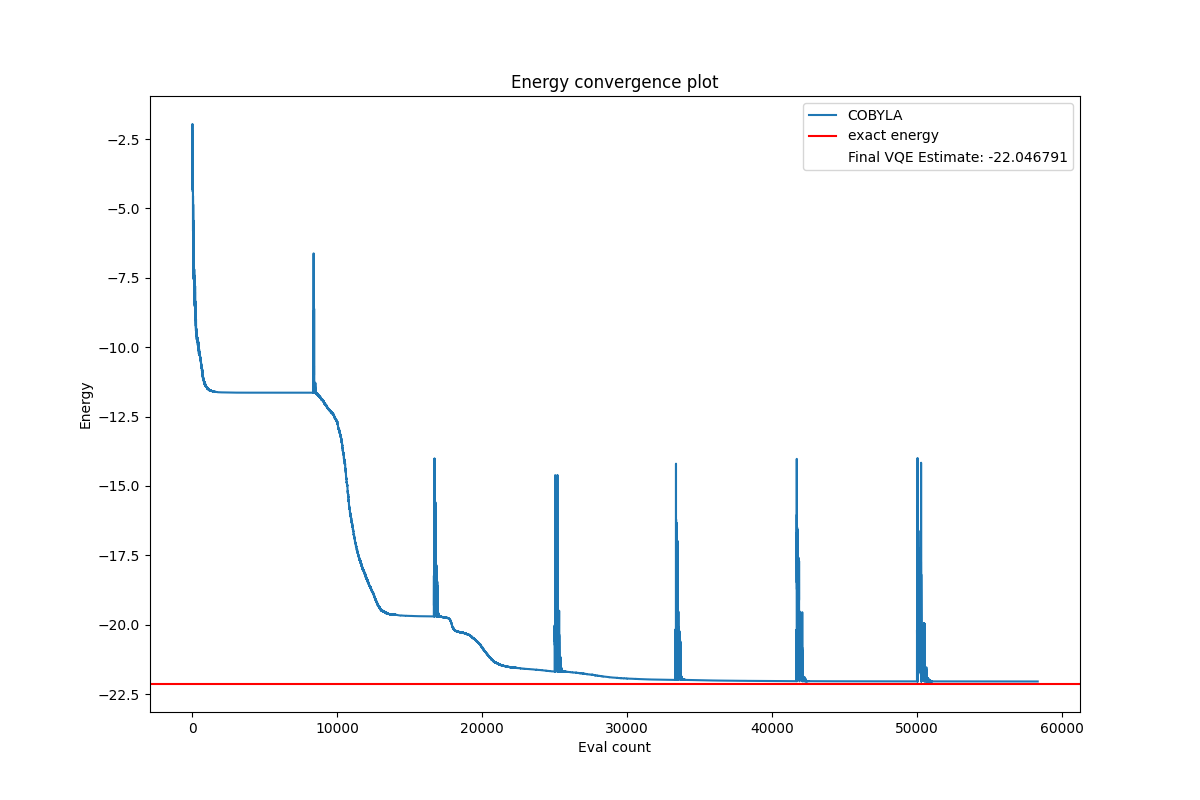 Energy convergence plot
COBYLA
exact energy
Final VQE Estimate: -22.046791
Energy
−2.5
−5.0
−7.5
−10.0
−12.5
−15.0
−17.5
−20.0
−22.5
0 10000 20000 30000 40000 50000 60000
Eval count